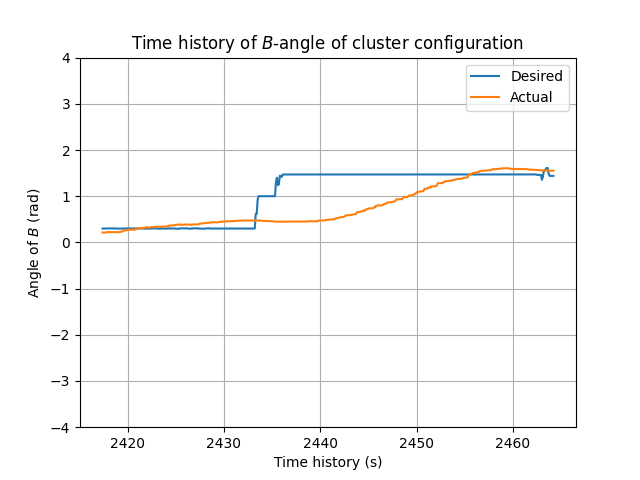 Time history of B-angle of cluster configuration
Desired
Actual
4
3
2
1
0
−1
−2
−3
−4
Angle of B (rad)
2420 2430 2440 2450 2460
Time history (s)